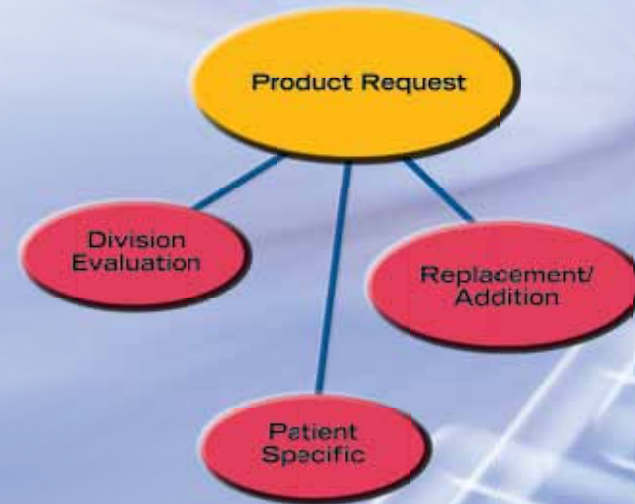 Product Request
Division
Evaluation
Replacement/
Addition
Patient
Specific